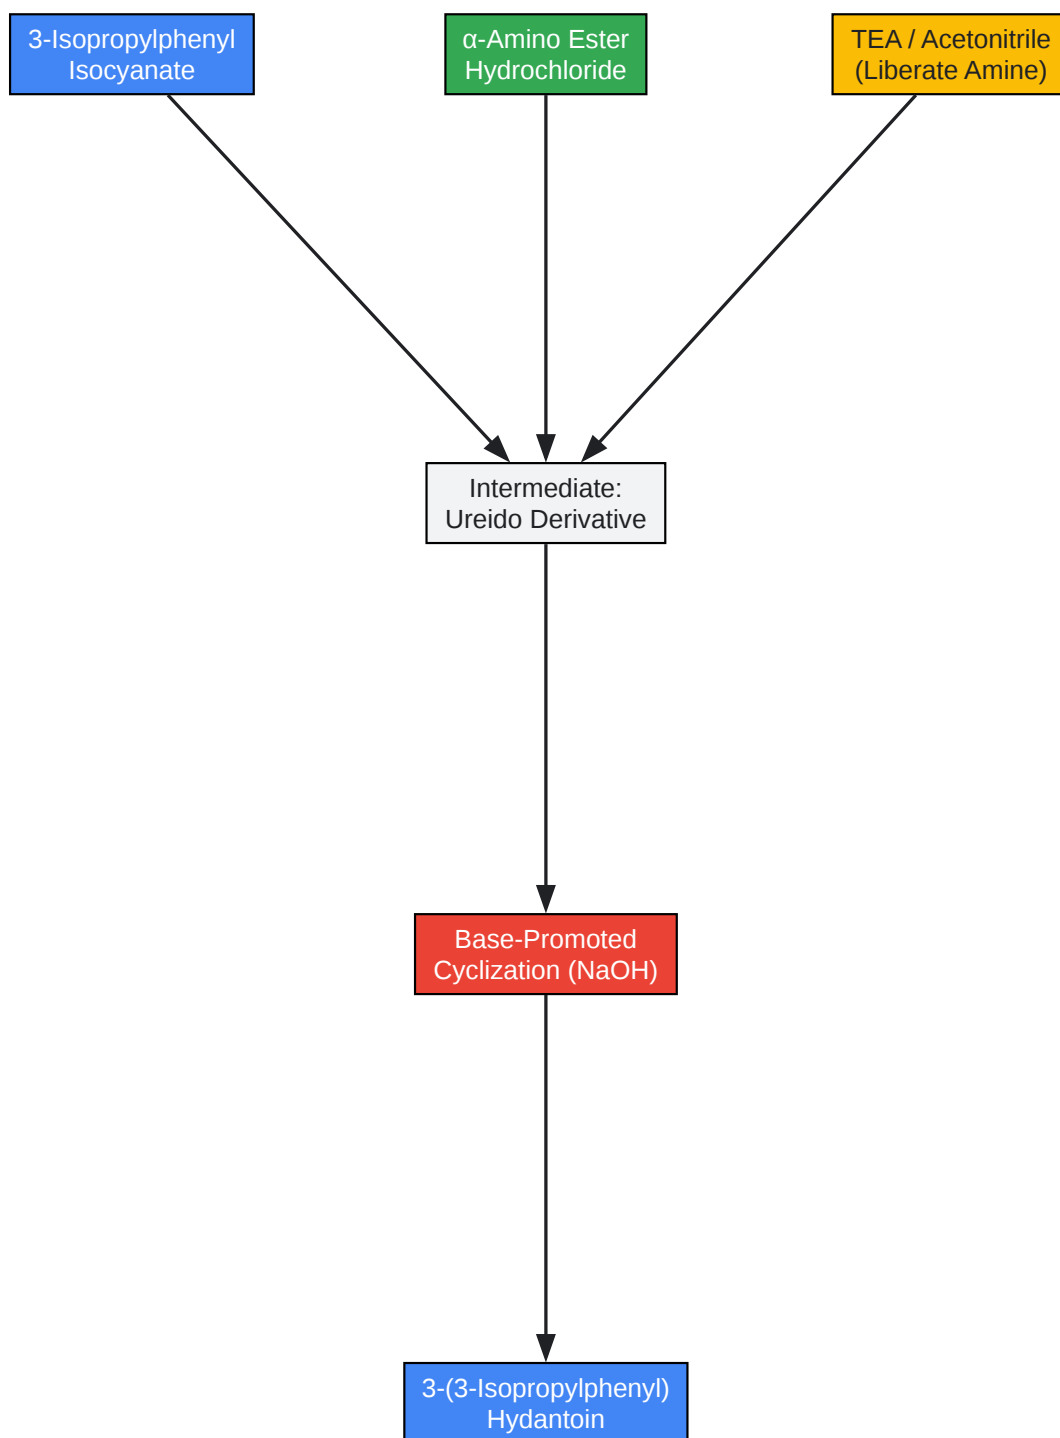 3-Isopropylphenyl
Isocyanate
α-Amino Ester
Hydrochloride
TEA / Acetonitrile
(Liberate Amine)
Intermediate:
Ureido Derivative
Base-Promoted
Cyclization (NaOH)
3-(3-Isopropylphenyl)
Hydantoin